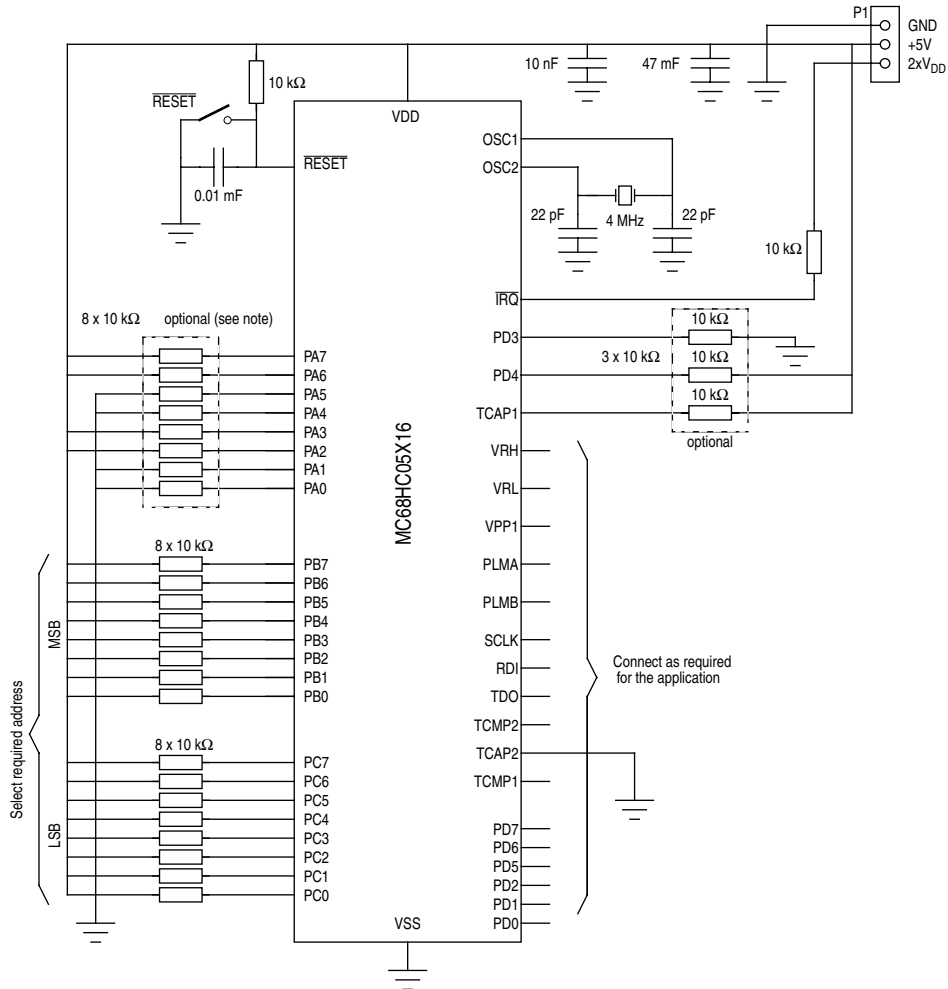 P1
GND
+5V
2xVDD
10 nF
47 mF
10 kΩ
RESET
VDD
OSC1
RESET
OSC2
0.01 mF
22 pF
4 MHz
22 pF
10 kΩ
IRQ
8 x 10 kΩ
optional (see note)
10 kΩ
PD3
3 x 10 kΩ
10 kΩ
PD4
10 kΩ
TCAP1
optional
PA7
PA6
PA5
PA4
PA3
PA2
PA1
PA0
MC68HC05X16
VRH
VRL
VPP1
PLMA
PLMB
SCLK
RDI
TDO
TCMP2
TCAP2
TCMP1
PD7
PD6
PD5
PD2
PD1
PD0
Connect as required
for the application
8 x 10 kΩ
PB7
PB6
PB5
PB4
PB3
PB2
PB1
PB0
MSB
Select required address
LSB
8 x 10 kΩ
PC7
PC6
PC5
PC4
PC3
PC2
PC1
PC0
VSS